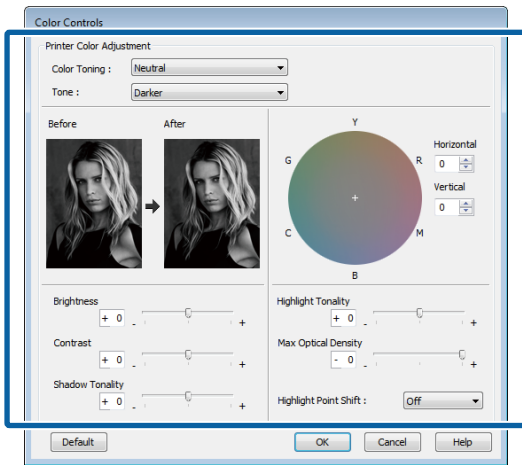 Color Controls
Printer Color Adjustment
Color Toning : Neutral
Tone : Darker
Before After
Y
G R
C M
B
Horizontal
0
Vertical
0
Brightness
+ 0 - +
Contrast
+ 0 - +
Shadow Tonality
+ 0 - +
Highlight Tonality
+ 0 - +
Max Optical Density
- 0 - +
Highlight Point Shift : Off
Default OK Cancel Help